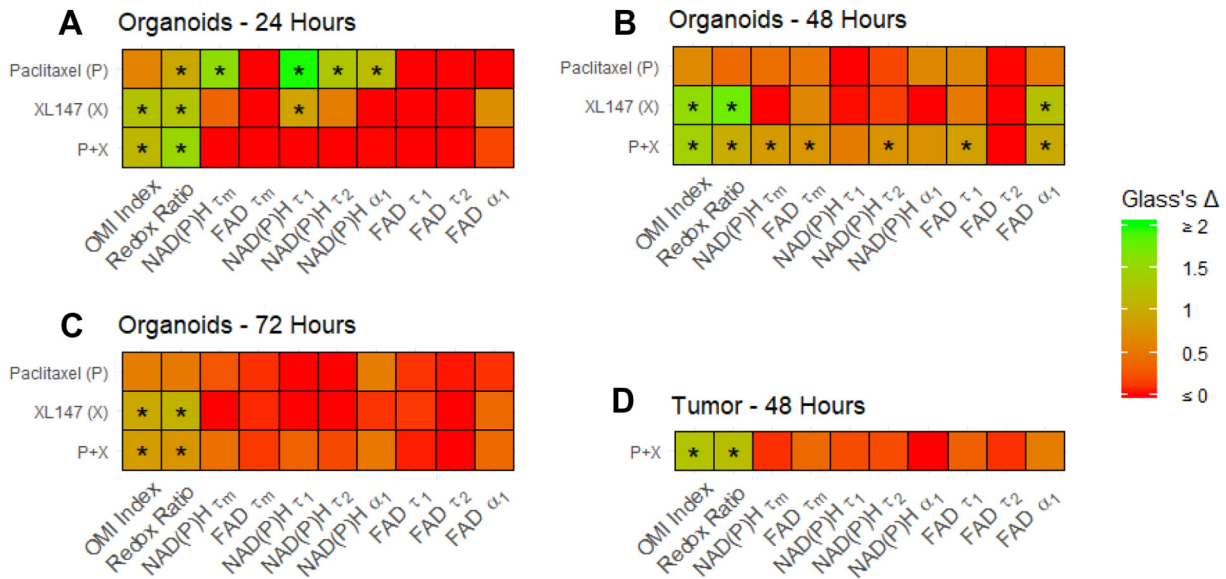 A Organoids - 24 Hours
Paclitaxel (P)
* * * * *
XL147 (X)
* * *
P+X
* *
OMI Index Redox Ratio NAD(P)H τm FAD τm NAD(P)H τ1 NAD(P)H τ2 NAD(P)H α1 FAD τ1 FAD τ2 FAD α1
B Organoids - 48 Hours
Paclitaxel (P)
XL147 (X)
* * *
P+X
* * * * * * *
OMI Index Redox Ratio NAD(P)H τm FAD τm NAD(P)H τ1 NAD(P)H τ2 NAD(P)H α1 FAD τ1 FAD τ2 FAD α1
Glass's Δ
≥ 2
1.5
1
0.5
≤ 0
C Organoids - 72 Hours
Paclitaxel (P)
XL147 (X)
* *
P+X
* *
OMI Index Redox Ratio NAD(P)H τm FAD τm NAD(P)H τ1 NAD(P)H τ2 NAD(P)H α1 FAD τ1 FAD τ2 FAD α1
D Tumor - 48 Hours
P+X
* *
OMI Index Redox Ratio NAD(P)H τm FAD τm NAD(P)H τ1 NAD(P)H τ2 NAD(P)H α1 FAD τ1 FAD τ2 FAD α1